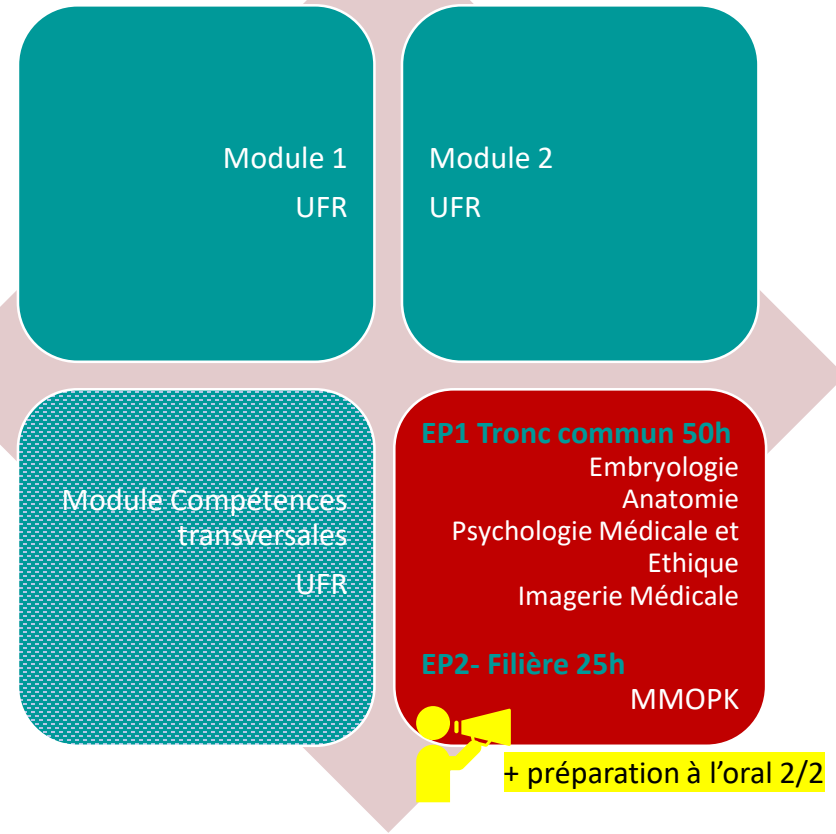 Module 1
UFR
Module 2
UFR
Module Compétences
transversales
UFR
EP1 Tronc commun 50h
Embryologie
Anatomie
Psychologie Médicale et
Ethique
Imagerie Médicale
EP2- Filière 25h
MMOPK
+ préparation à l’oral 2/2